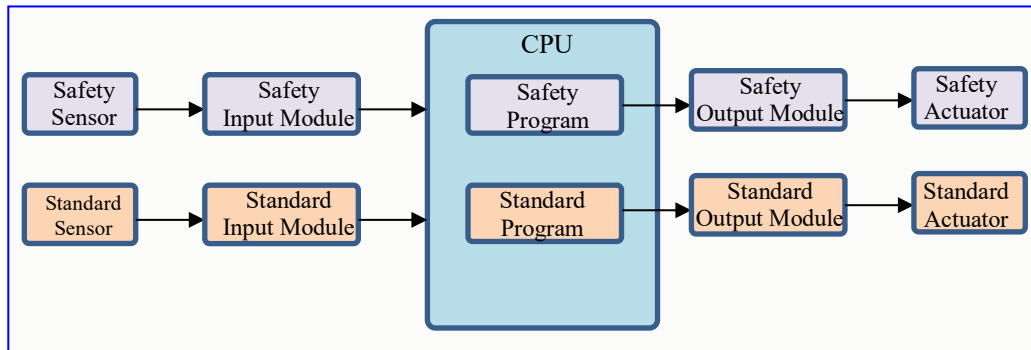 CPU
Safety
Sensor
Safety
Input Module
Safety
Program
Safety
Output Module
Safety
Actuator
Standard
Sensor
Standard
Input Module
Standard
Program
Standard
Output Module
Standard
Actuator